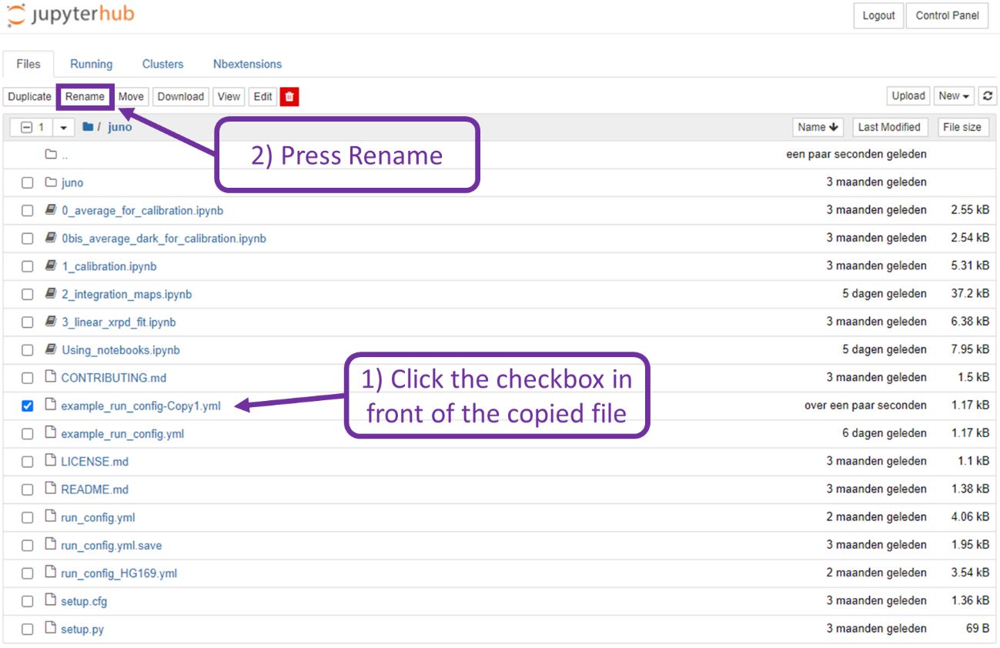 jupyterhub
Logout Control Panel
Files Running Clusters Nbextensions
Duplicate Rename Move Download View Edit
Upload New
1 / juno
Name Last Modified File size
2) Press Rename
.. een paar seconden geleden
juno 3 maanden geleden
0_average_for_calibration.ipynb 3 maanden geleden 2.55 kB
0bis_average_dark_for_calibration.ipynb 3 maanden geleden 2.54 kB
1_calibration.ipynb 3 maanden geleden 5.31 kB
2_integration_maps.ipynb 5 dagen geleden 37.2 kB
3_linear_xrpd_fit.ipynb 3 maanden geleden 6.38 kB
Using_notebooks.ipynb 5 dagen geleden 7.95 kB
CONTRIBUTING.md 3 maanden geleden 1.5 kB
1) Click the checkbox in
front of the copied file
example_run_config-Copy1.yml over een paar seconden 1.17 kB
example_run_config.yml 6 dagen geleden 1.17 kB
LICENSE.md 3 maanden geleden 1.1 kB
README.md 3 maanden geleden 1.38 kB
run_config.yml 2 maanden geleden 4.06 kB
run_config.yml.save 3 maanden geleden 1.95 kB
run_config_HG169.yml 2 maanden geleden 3.54 kB
setup.cfg 3 maanden geleden 1.36 kB
setup.py 3 maanden geleden 69 B